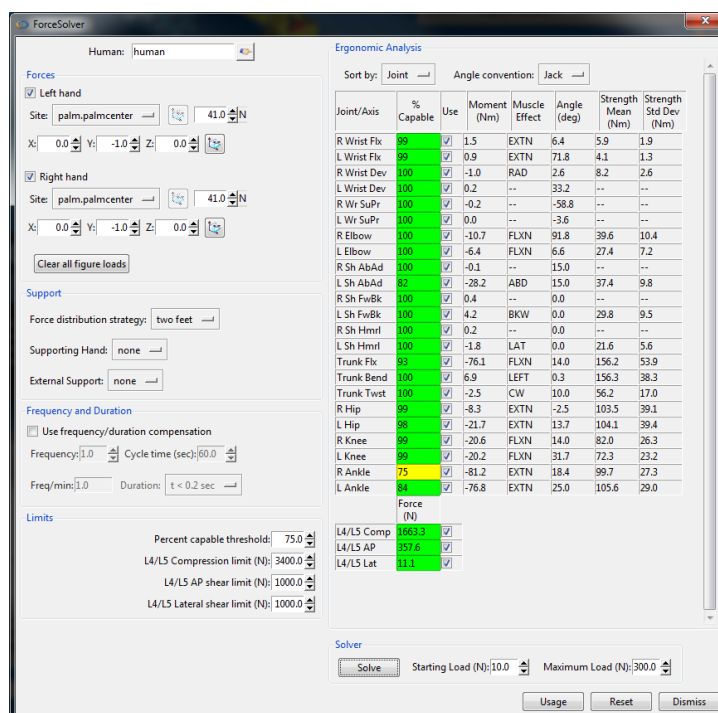 ForceSolver
Human: human
Forces
Left hand
Site: palm.palmcenter 41.0 N
X: 0.0 Y: -1.0 Z: 0.0
Right hand
Site: palm.palmcenter 41.0 N
X: 0.0 Y: -1.0 Z: 0.0
Clear all figure loads
Support
Force distribution strategy: two feet
Supporting Hand: none
External Support: none
Frequency and Duration
Use frequency/duration compensation
Frequency: 1.0 Cycle time (sec): 60.0
Freq/min: 1.0 Duration: t < 0.2 sec
Limits
Percent capable threshold: 75.0
L4/L5 Compression limit (N): 3400.0
L4/L5 AP shear limit (N): 1000.0
L4/L5 Lateral shear limit (N): 1000.0
Ergonomic Analysis
Sort by: Joint Angle convention: Jack
Joint/Axis % Capable Use Moment (Nm) Muscle Effect Angle (deg) Strength Mean (Nm) Strength Std Dev (Nm)
R Wrist Flx 99 1.5 EXTN 6.4 5.9 1.9
L Wrist Flx 99 0.9 EXTN 71.8 4.1 1.3
R Wrist Dev 100 -1.0 RAD 2.6 8.2 2.6
L Wrist Dev 100 0.2 -- 33.2 -- --
R Wr SuPr 100 -0.2 -- -58.8 -- --
L Wr SuPr 100 0.0 -- -3.6 -- --
R Elbow 100 -10.7 FLXN 91.8 39.6 10.4
L Elbow 100 -6.4 FLXN 6.6 27.4 7.2
R Sh AbAd 100 -0.1 -- 15.0 -- --
L Sh AbAd 82 -28.2 ABD 15.0 37.4 9.8
R Sh FwBk 100 0.4 -- 0.0 -- --
L Sh FwBk 100 4.2 BKW 0.0 29.8 9.5
R Sh Hmrl 100 0.2 -- 0.0 -- --
L Sh Hmrl 100 -1.8 LAT 0.0 21.6 5.6
Trunk Flx 93 -76.1 FLXN 14.0 156.2 53.9
Trunk Bend 100 6.9 LEFT 0.3 156.3 38.3
Trunk Twst 100 -2.5 CW 10.0 56.2 17.0
R Hip 99 -8.3 EXTN -2.5 103.5 39.1
L Hip 98 -21.7 EXTN 13.7 104.1 39.4
R Knee 99 -20.6 FLXN 14.0 82.0 26.3
L Knee 99 -20.2 FLXN 31.7 72.3 23.2
R Ankle 75 -81.2 EXTN 18.4 99.7 27.3
L Ankle 84 -76.8 EXTN 25.0 105.6 29.0
Force (N)
L4/L5 Comp 1663.3
L4/L5 AP 357.6
L4/L5 Lat 11.1
Solver
Solve Starting Load (N): 10.0 Maximum Load (N): 300.0
Usage Reset Dismiss